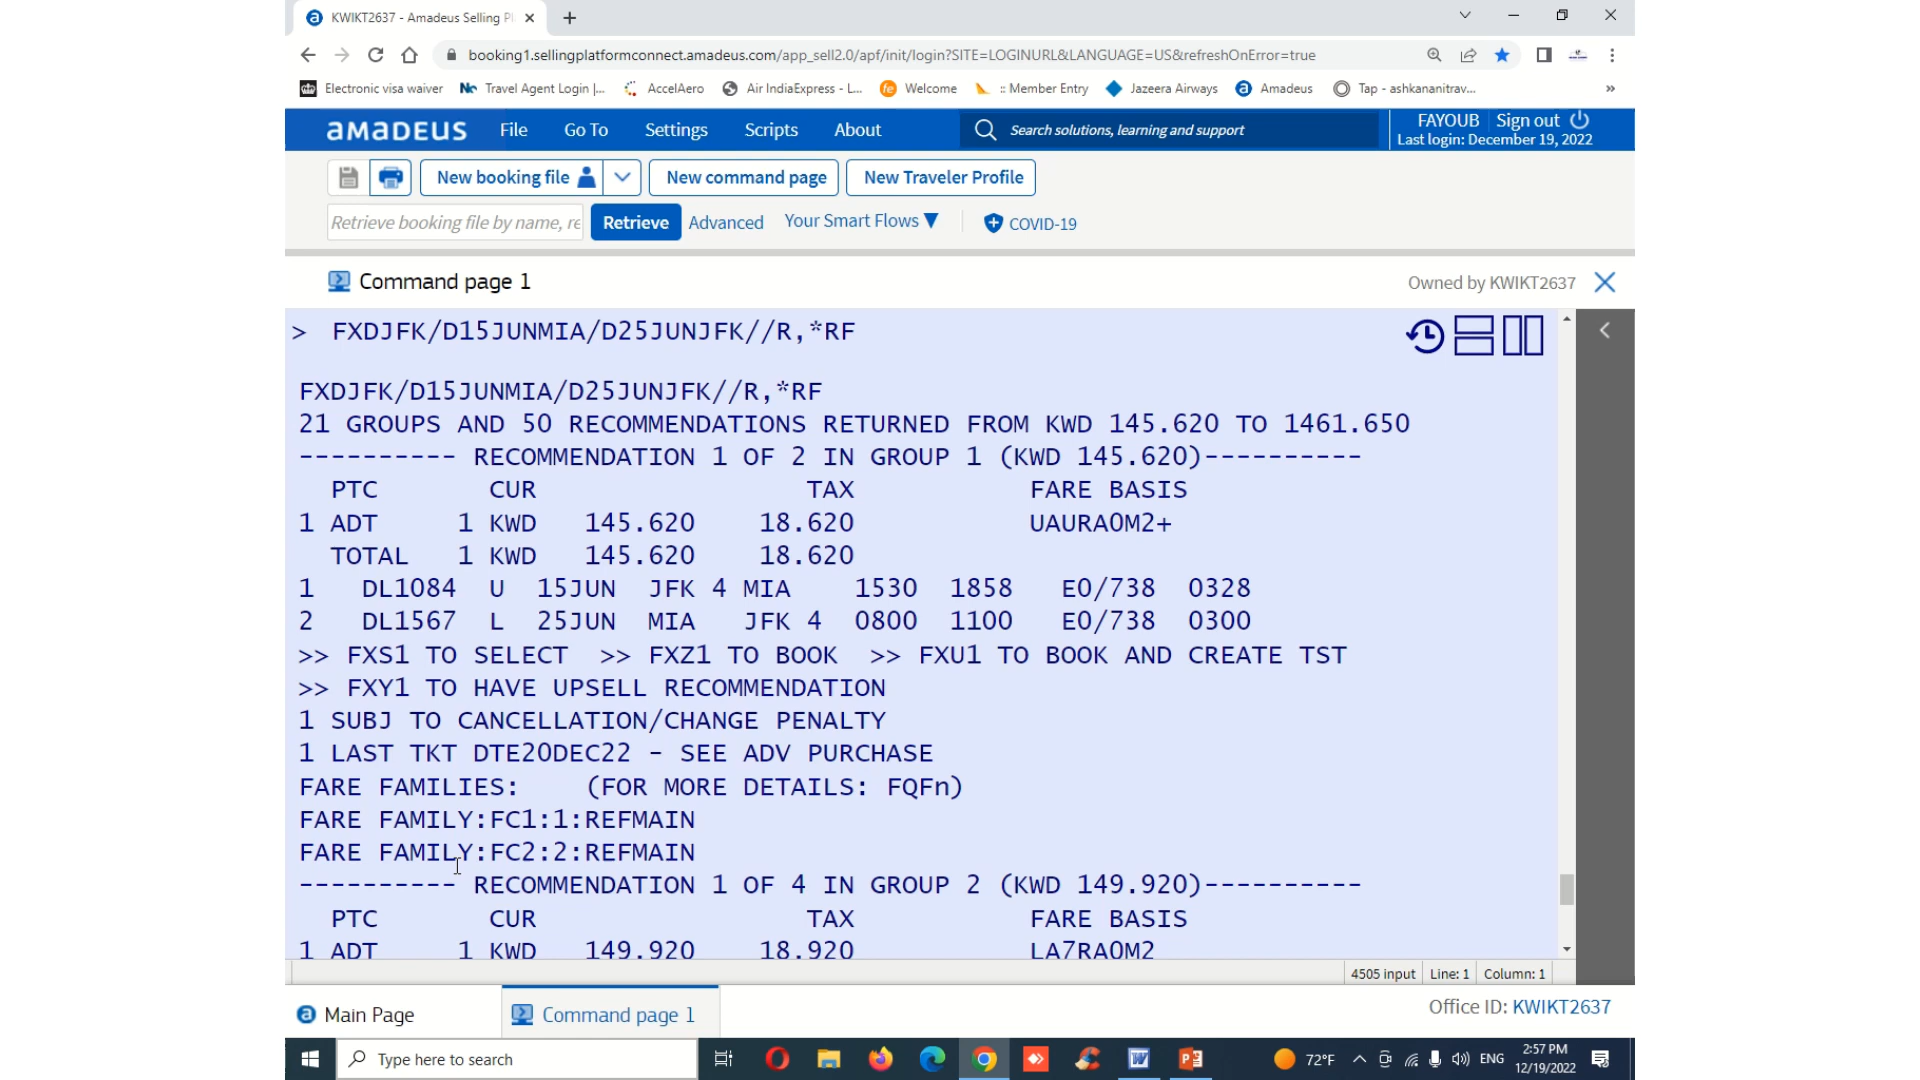 KWIKT2637 - Amadeus Selling Pl
booking1.sellingplatformconnect.amadeus.com/app_sell2.0/apf/init/login?SITE=LOGINURL&LANGUAGE=US&refreshOnError=true
Electronic visa waiver Travel Agent Login |... AccelAero Air IndiaExpress - L... Welcome :: Member Entry Jazeera Airways Amadeus Tap - ashkananitrav... »
amadeus File Go To Settings Scripts About Search solutions, learning and support FAYOUB Sign out
Last login: December 19, 2022
New booking file New command page New Traveler Profile
Retrieve booking file by name, re Retrieve Advanced Your Smart Flows COVID-19
Command page 1 Owned by KWIKT2637
> FXDJFK/D15JUNMIA/D25JUNJFK//R,*RF
FXDJFK/D15JUNMIA/D25JUNJFK//R,*RF
21 GROUPS AND 50 RECOMMENDATIONS RETURNED FROM KWD 145.620 TO 1461.650
---------- RECOMMENDATION 1 OF 2 IN GROUP 1 (KWD 145.620)----------
PTC CUR TAX FARE BASIS
1 ADT 1 KWD 145.620 18.620 UAURA0M2+
TOTAL 1 KWD 145.620 18.620
1 DL1084 U 15JUN JFK 4 MIA 1530 1858 E0/738 0328
2 DL1567 L 25JUN MIA JFK 4 0800 1100 E0/738 0300
>> FXS1 TO SELECT >> FXZ1 TO BOOK >> FXU1 TO BOOK AND CREATE TST
>> FXY1 TO HAVE UPSELL RECOMMENDATION
1 SUBJ TO CANCELLATION/CHANGE PENALTY
1 LAST TKT DTE20DEC22 - SEE ADV PURCHASE
FARE FAMILIES: (FOR MORE DETAILS: FQFn)
FARE FAMILY:FC1:1:REFMAIN
FARE FAMILY:FC2:2:REFMAIN
---------- RECOMMENDATION 1 OF 4 IN GROUP 2 (KWD 149.920)----------
PTC CUR TAX FARE BASIS
1 ADT 1 KWD 149.920 18.920 LA7RA0M2
4505 input Line: 1 Column: 1
Main Page Command page 1 Office ID: KWIKT2637
Type here to search 72°F ENG 2:57 PM
12/19/2022